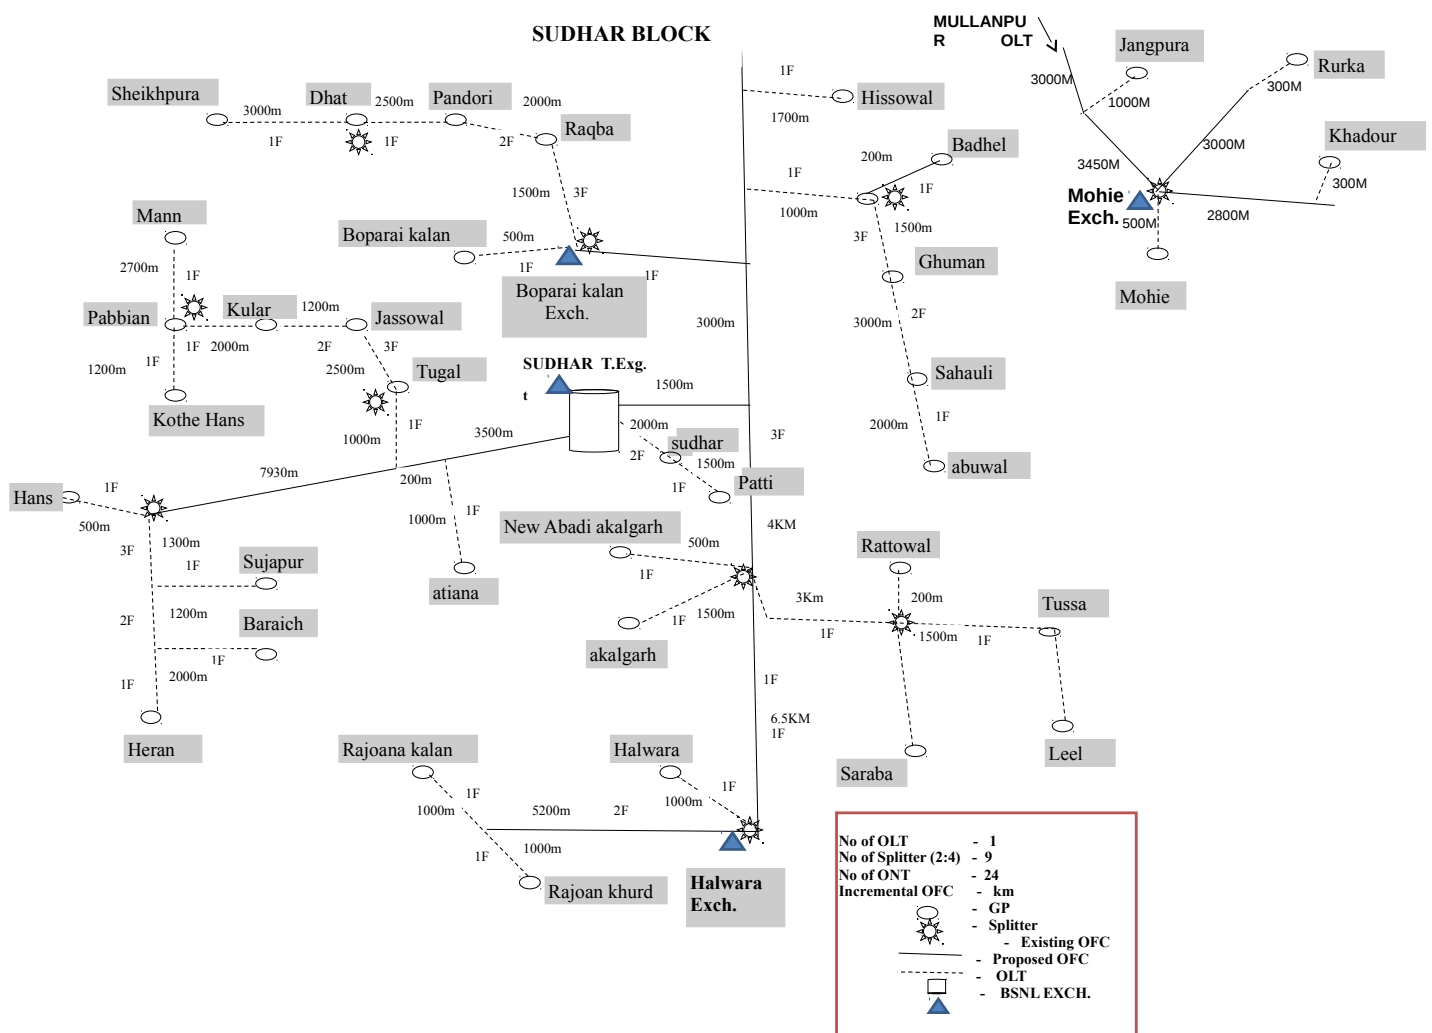 SUDHAR BLOCK
MULLANPU
R OLT
Jangpura
Rurka
Khadour
3000M
1000M
300M
3450M
3000M
300M
Mohie
Exch.
500M
2800M
Mohie
Sheikhpura
3000m
1F
Dhat
2500m
1F
Pandori
2000m
2F
Raqba
1500m
3F
Boparai kalan
500m
1F
1F
Boparai kalan
Exch.
1F
1700m
Hissowal
1F
1000m
200m
Badhel
1F
3F
1500m
Ghuman
2F
3000m
Sahauli
1F
2000m
abuwal
Mann
2700m
1F
Pabbian
1F
2000m
Kular
1200m
2F
Jassowal
3F
2500m
Tugal
1200m
1F
Kothe Hans
1F
1000m
3000m
SUDHAR T.Exg.
t
1500m
3500m
2000m
2F
sudhar
1500m
1F
Patti
3F
4KM
7930m
200m
Hans
1F
500m
3F
1300m
1F
Sujapur
2F
1200m
Baraich
1F
1F
2000m
Heran
1000m
1F
atiana
New Abadi akalgarh
500m
1F
1F
1500m
akalgarh
Rattowal
3Km
200m
1F
1500m
1F
Tussa
Saraba
Leel
1F
6.5KM
1F
Rajoana kalan
1F
1000m
5200m
2F
Halwara
1F
1000m
1F
1000m
Rajoan khurd
Halwara
Exch.
No of OLT - 1
No of Splitter (2:4) - 9
No of ONT - 24
Incremental OFC - km
- GP
- Splitter
- Existing OFC
- Proposed OFC
- OLT
- BSNL EXCH.